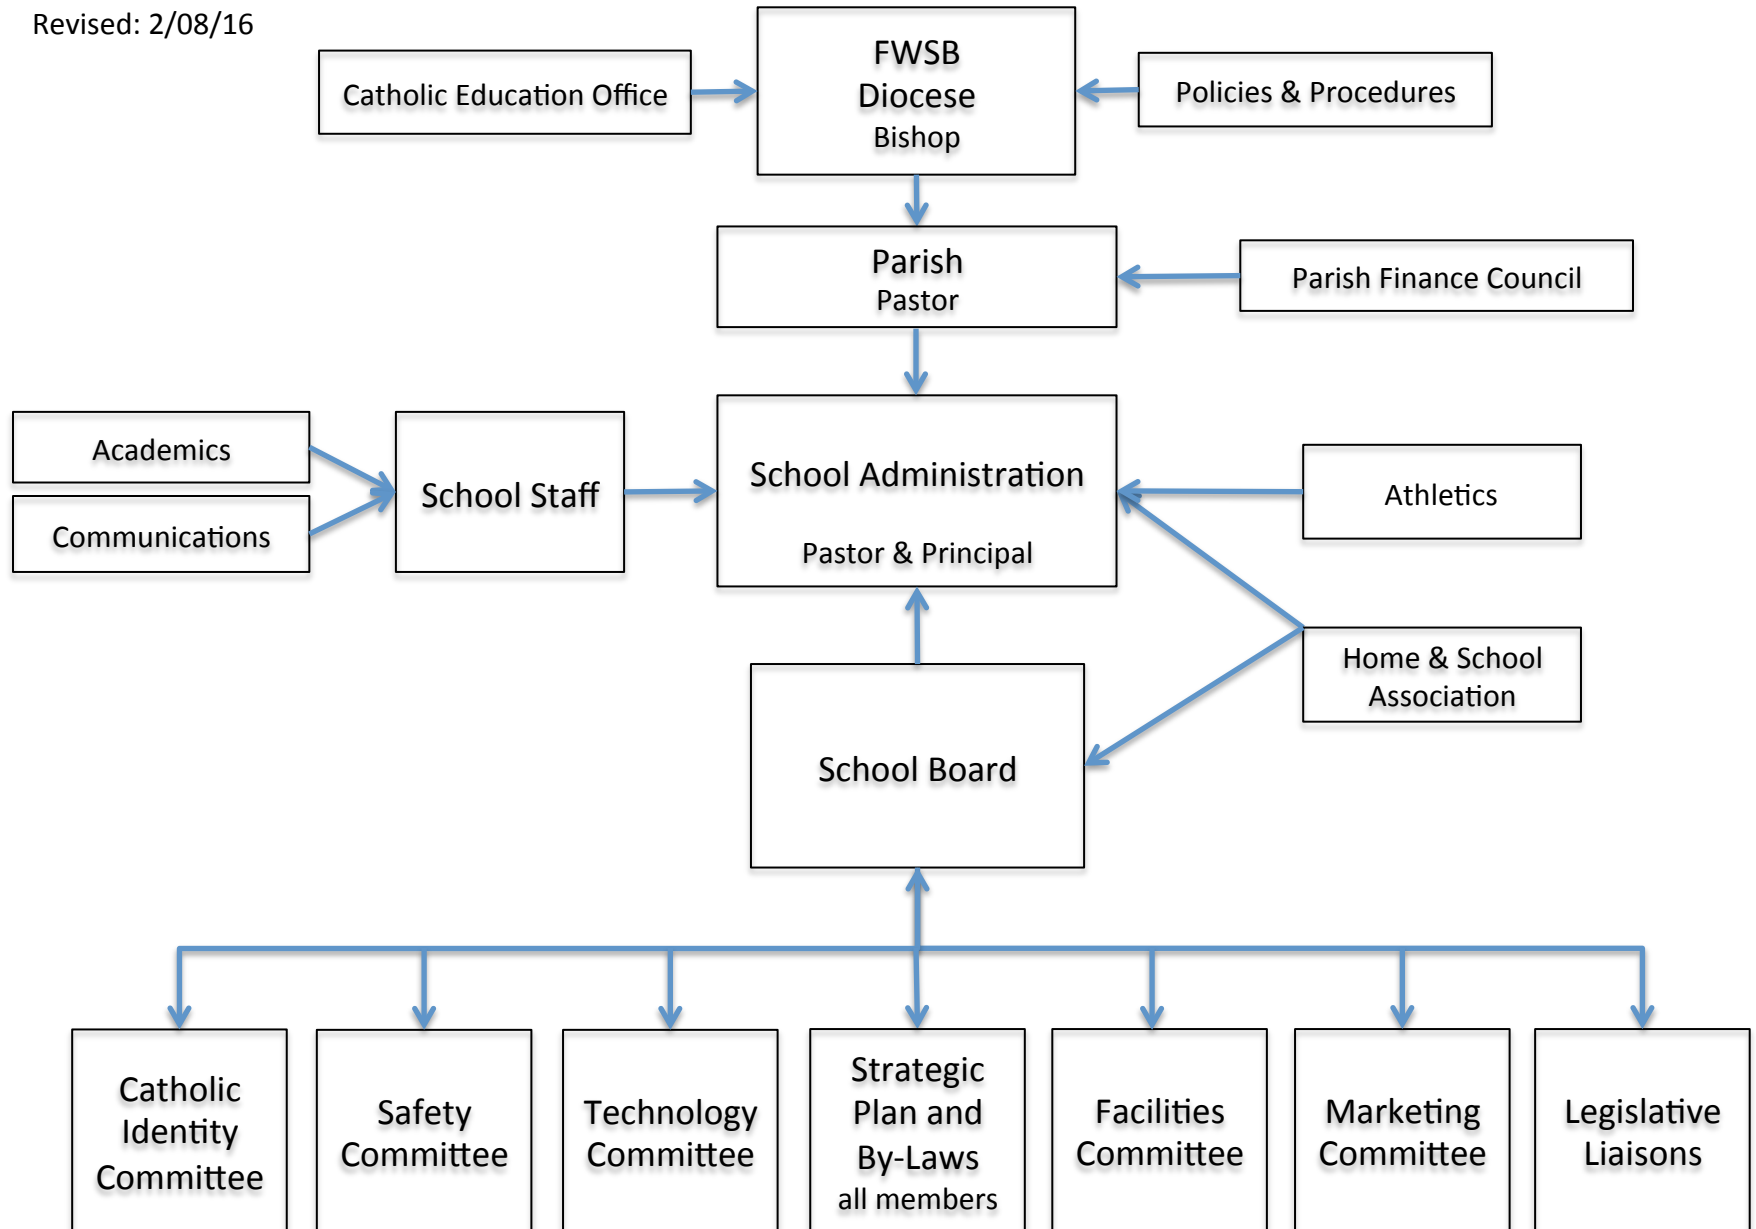 Revised: 2/08/16
FWSB
Diocese
Bishop
Catholic Education Office
Policies & Procedures
Parish
Pastor
Parish Finance Council
Academics
Communications
School Staff
School Administration
Pastor & Principal
Athletics
Home & School
Association
School Board
Catholic
Identity
Committee
Safety
Committee
Technology
Committee
Strategic
Plan and
By-Laws
all members
Facilities
Committee
Marketing
Committee
Legislative
Liaisons